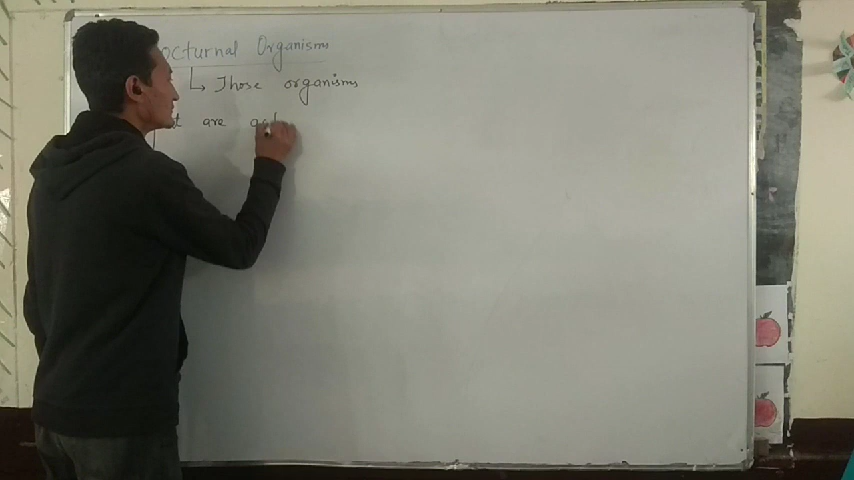 octurnal Organisms
↳ Those organisms
t are act